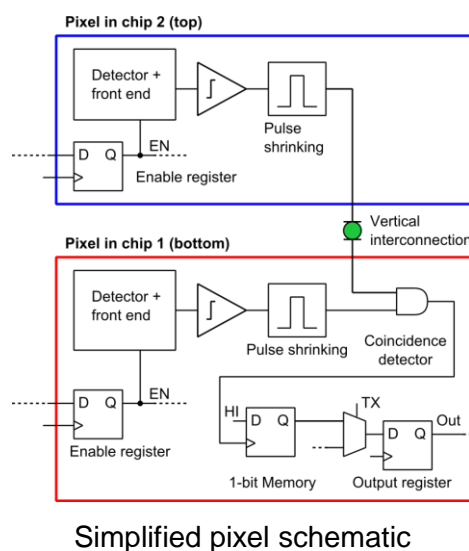 Pixel in chip 2 (top)
Detector +
front end
Pulse
shrinking
EN
D Q
Enable register
Vertical
interconnection
Pixel in chip 1 (bottom)
Detector +
front end
Pulse shrinking
Coincidence
detector
EN
D Q
Enable register
HI
D Q
1-bit Memory
TX
D Q
Out
Output register
Simplified pixel schematic